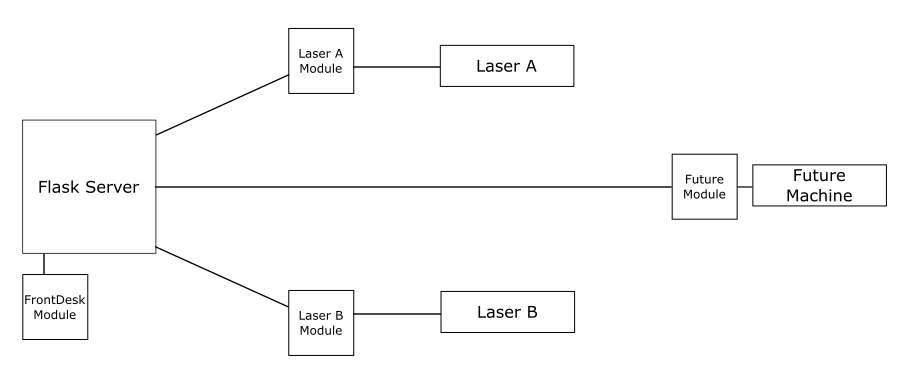 Laser A
Module
Laser A
Flask Server
Future
Module
Future
Machine
FrontDesk
Module
Laser B
Module
Laser B